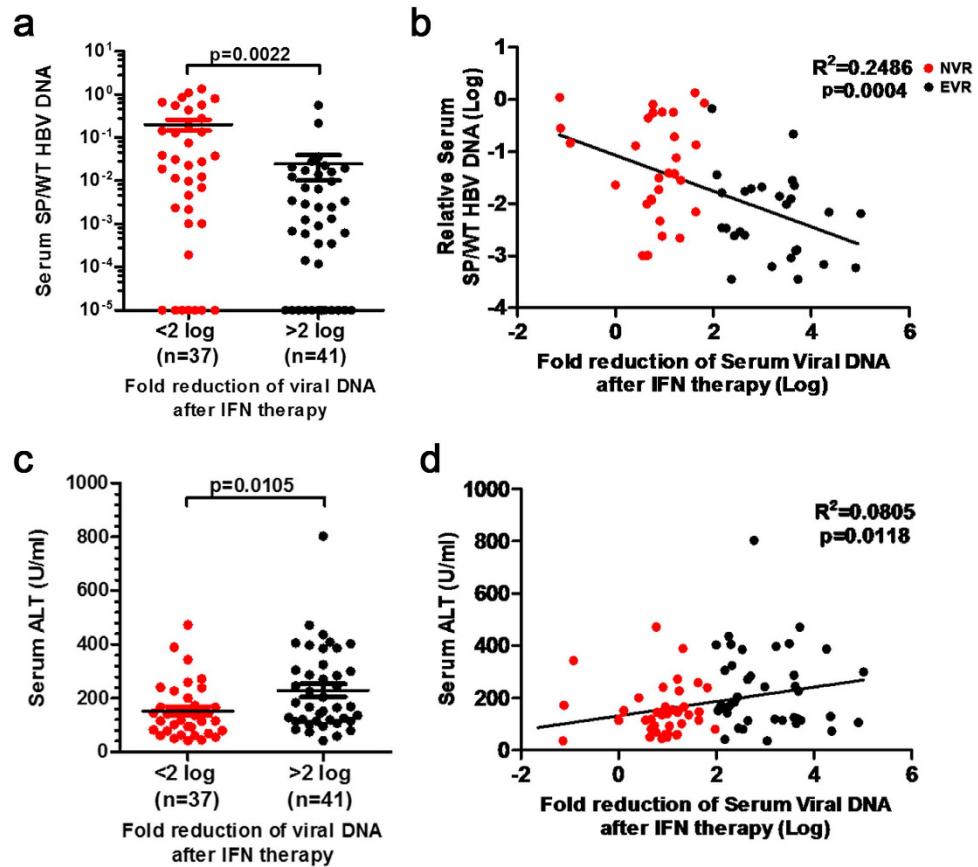 a
p=0.0022
Serum SP/WT HBV DNA
10¹
10⁰
10⁻¹
10⁻²
10⁻³
10⁻⁴
10⁻⁵
<2 log
(n=37)
>2 log
(n=41)
Fold reduction of viral DNA
after IFN therapy
b
R²=0.2486
p=0.0004
NVR
EVR
Relative Serum
SP/WT HBV DNA (Log)
1
0
-1
-2
-3
-4
-2
0
2
4
6
Fold reduction of Serum Viral DNA
after IFN therapy (Log)
c
p=0.0105
Serum ALT (U/ml)
1000
800
600
400
200
0
<2 log
(n=37)
>2 log
(n=41)
Fold reduction of viral DNA
after IFN therapy
d
R²=0.0805
p=0.0118
Serum ALT (U/ml)
1000
800
600
400
200
0
-2
0
2
4
6
Fold reduction of Serum Viral DNA
after IFN therapy (Log)